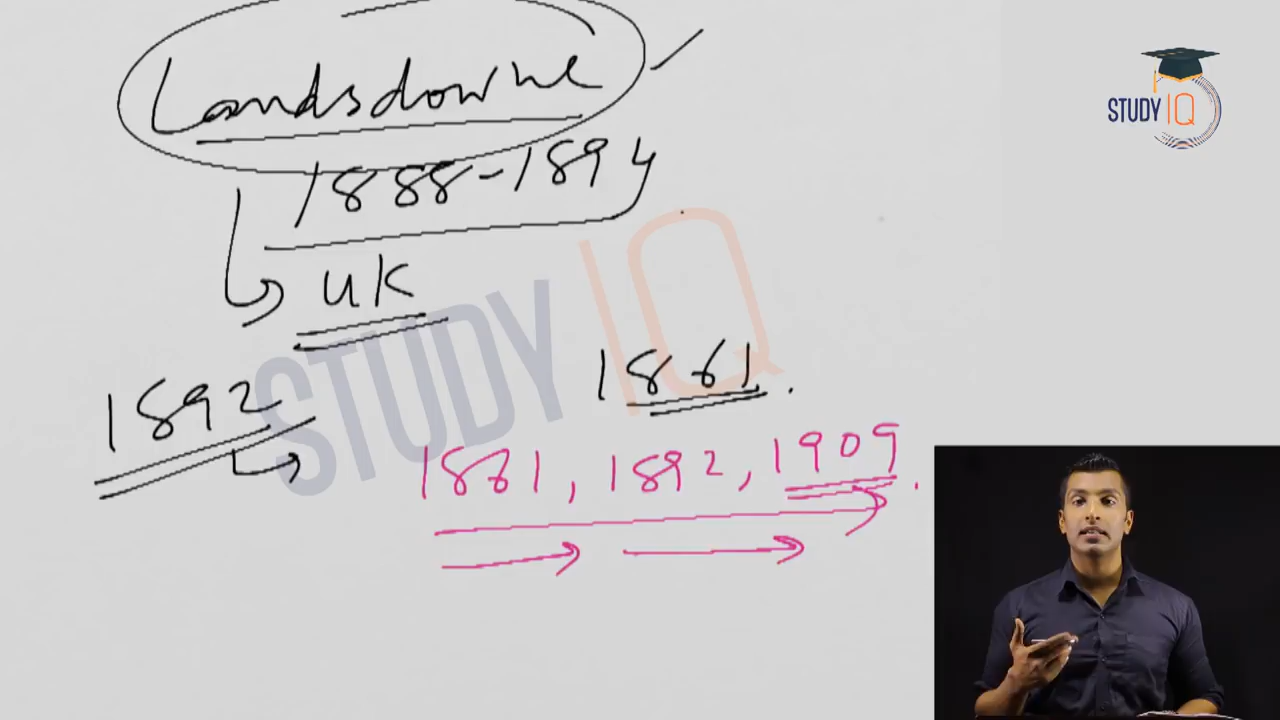 Landsdowne
1888-1894
UK
1892
1861.
1861, 1892, 1909.
STUDY IQ
STUDY IQ